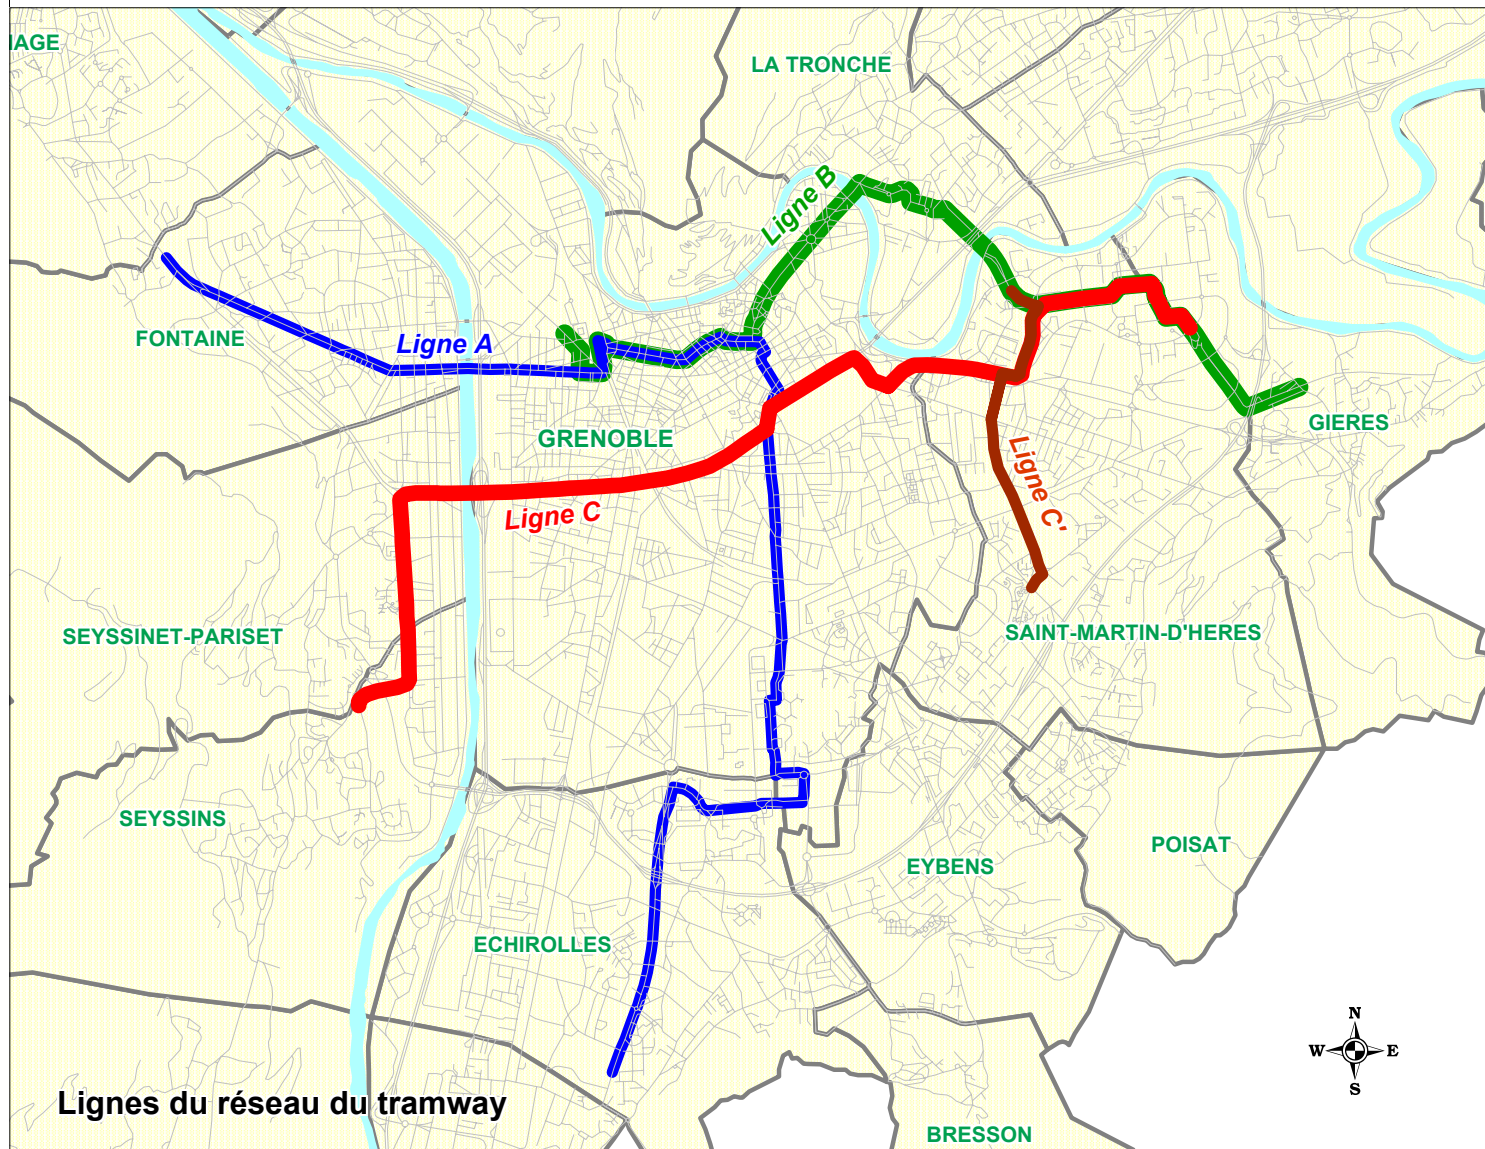 IAGE
LA TRONCHE
Ligne B
FONTAINE
Ligne A
GIERES
GRENOBLE
Ligne C'
Ligne C
SEYSSINET-PARISET
SAINT-MARTIN-D'HERES
SEYSSINS
POISAT
EYBENS
ECHIROLLES
N
W E
S
Lignes du réseau du tramway
BRESSON